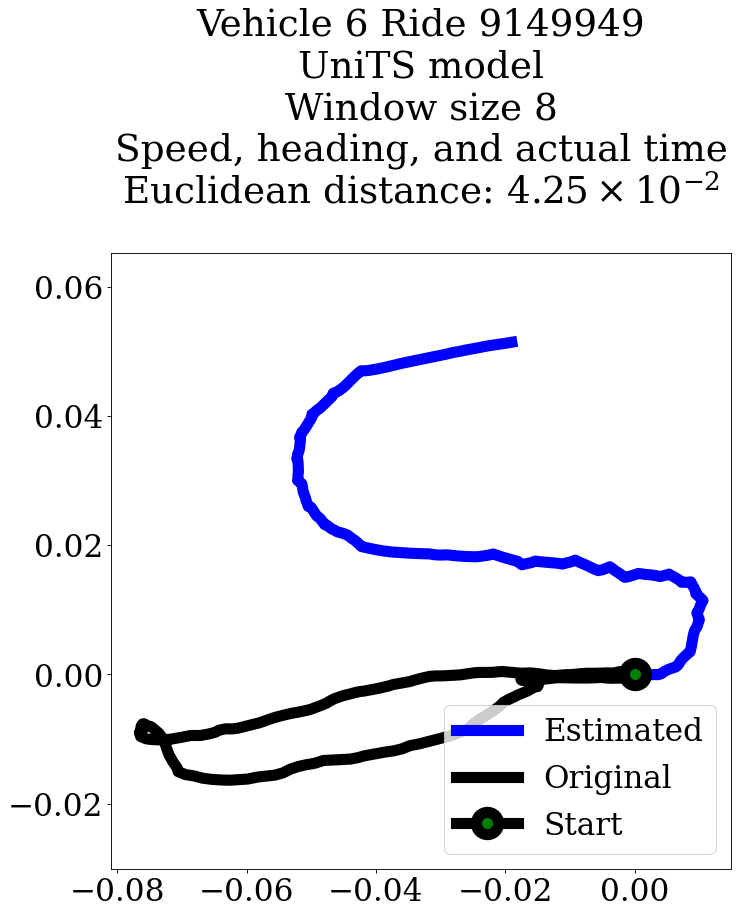 Vehicle 6 Ride 9149949
UniTS model
Window size 8
Speed, heading, and actual time
Euclidean distance: 4.25 × 10⁻²
0.06
0.04
0.02
0.00
−0.02
Estimated
Original
Start
−0.08 −0.06 −0.04 −0.02 0.00